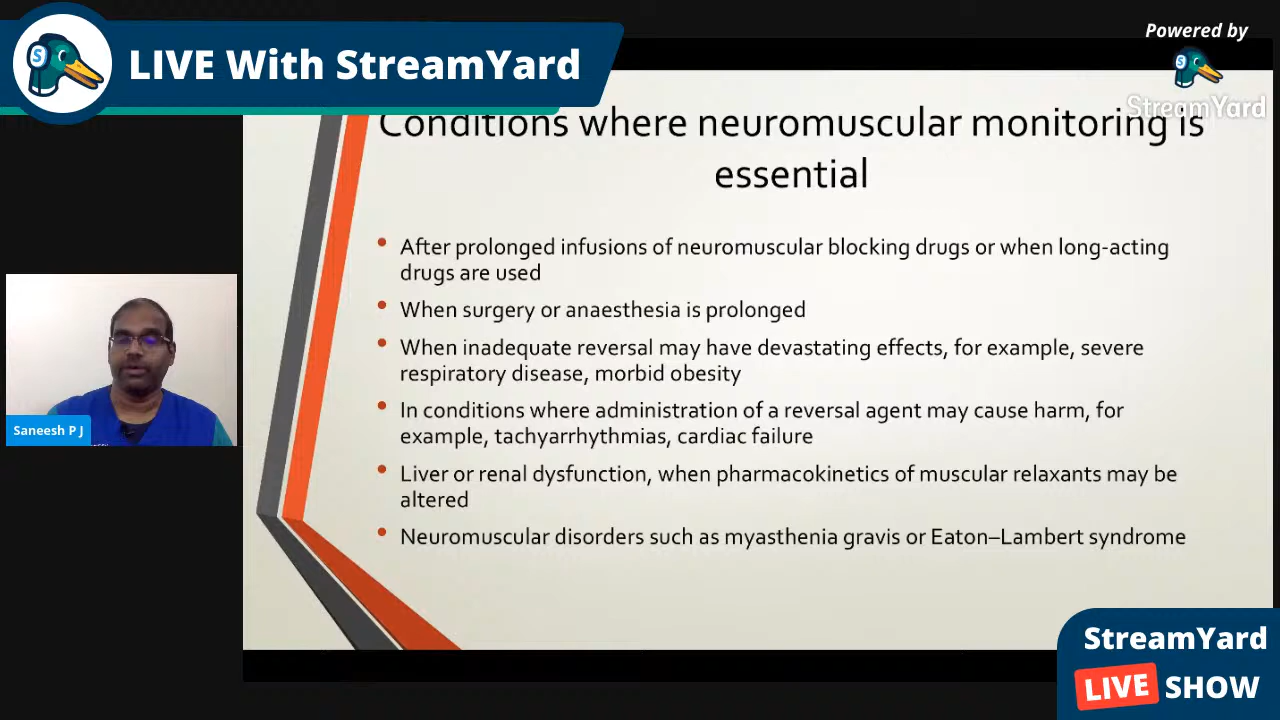 LIVE With StreamYard
Powered by
StreamYard
Conditions where neuromuscular monitoring is
essential
• After prolonged infusions of neuromuscular blocking drugs or when long-acting
drugs are used
• When surgery or anaesthesia is prolonged
• When inadequate reversal may have devastating effects, for example, severe
respiratory disease, morbid obesity
• In conditions where administration of a reversal agent may cause harm, for
example, tachyarrhythmias, cardiac failure
• Liver or renal dysfunction, when pharmacokinetics of muscular relaxants may be
altered
• Neuromuscular disorders such as myasthenia gravis or Eaton–Lambert syndrome
Saneesh P J
StreamYard
LIVE SHOW